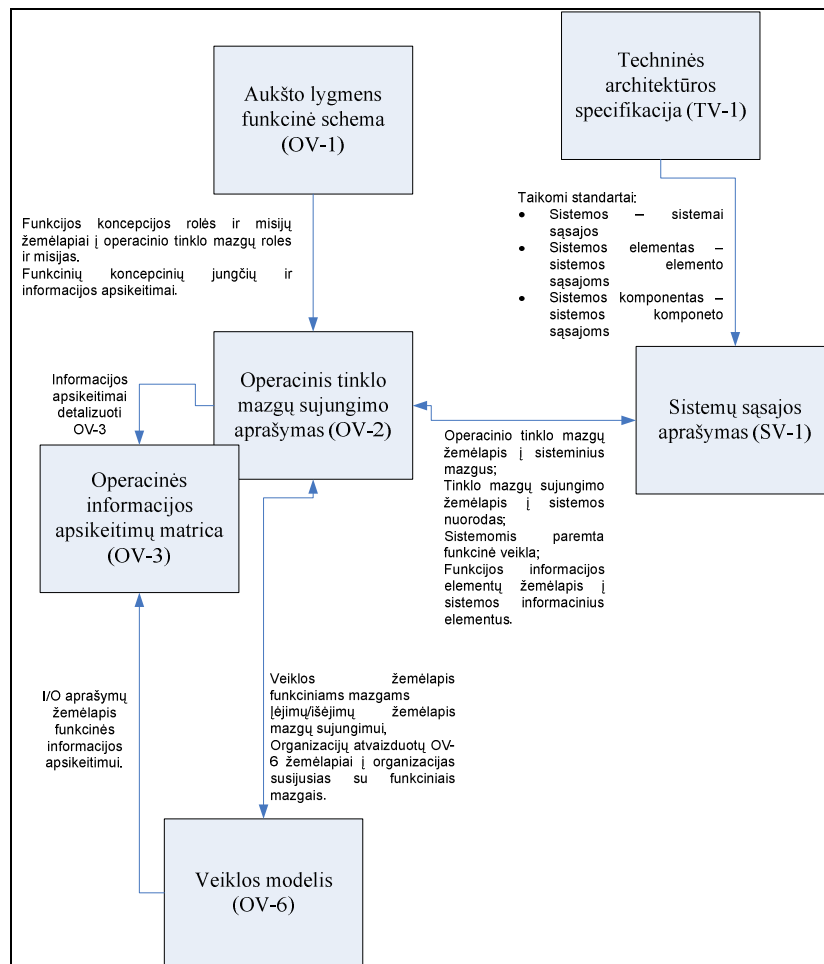 Aukšto lygmens
funkcinė schema
(OV-1)
Techninės
architektūros
specifikacija (TV-1)
Funkcijos koncepcijos rolės ir misijų
žemėlapiai į operacinio tinklo mazgų roles
ir misijas.
Funkcinių koncepcinių jungčių ir
informacijos apsikeitimai.
Taikomi standartai:
• Sistemos – sistemai
sąsajos
• Sistemos elementas –
sistemos elemento
sąsajoms
• Sistemos komponentas –
sistemos komponeto
sąsajoms
Informacijos
apsikeitimai
detalizuoti
OV-3
Operacinis tinklo
mazgų sujungimo
aprašymas (OV-2)
Sistemų sąsajos
aprašymas (SV-1)
Operacinės
informacijos
apsikeitimų matrica
(OV-3)
Operacinio tinklo mazgų
žemėlapis į sisteminius
mazgus;
Tinklo mazgų sujungimo
žemėlapis į sistemos
nuorodas;
Sistemomis paremta
funkcinė veikla;
Funkcijos informacijos
elementų žemėlapis į
sistemos informacinius
elementus.
I/O aprašymų
žemėlapis
funkcinės
informacijos
apsikeitimui.
Veiklos žemėlapis
funkciniams mazgams
Įėjimų/išėjimų žemėlapis
mazgų sujungimui,
Organizacijų atvaizduotų OV-
6 žemėlapiai į organizacijas
susijusias su funkciniais
mazgais.
Veiklos modelis
(OV-6)